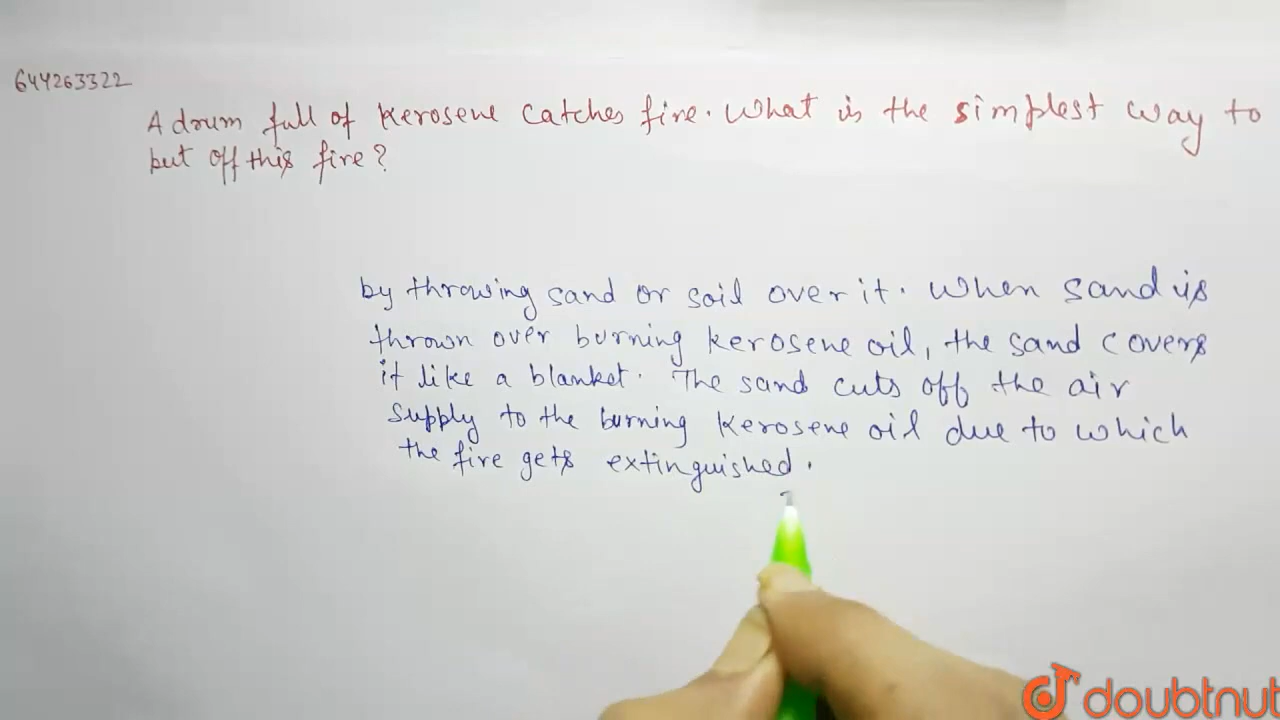 644263322
A drum full of kerosene catches fire. What is the simplest way to
but off this fire?
by throwing sand or soil over it. When sand is
thrown over burning kerosene oil, the sand covers
it like a blanket. The sand cuts off the air
supply to the burning kerosene oil due to which
the fire gets extinguished.
doubtnut